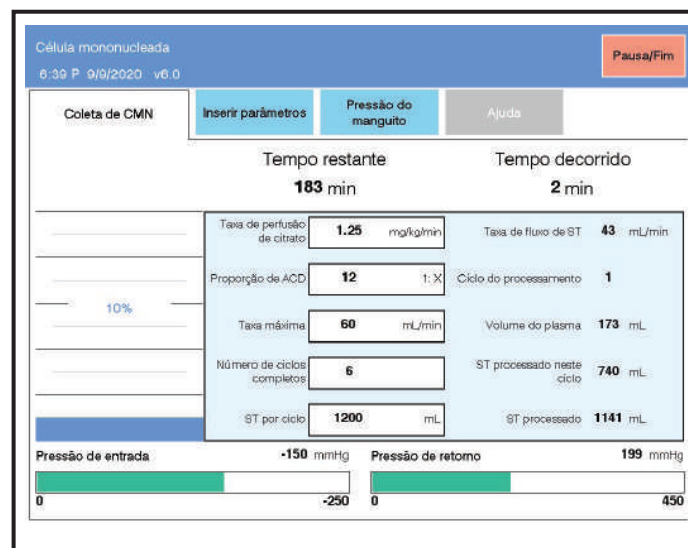 Célula mononucleada
6:39 P 9/9/2020 v6.0
Pausa/Fim
Coleta de CMN
Inserir parâmetros
Pressão do
manguito
Ajuda
Tempo restante
183 min
Tempo decorrido
2 min
10%
Taxa de perfusão
de citrato
1.25 mg/kg/min
Taxa de fluxo de ST 43 mL/min
Proporção de ACD 12 1: X
Ciclo do processamento 1
Taxa máxima 60 mL/min
Volume do plasma 173 mL
Número de ciclos
completos
6
ST processado neste
ciclo
740 mL
ST por ciclo 1200 mL
ST processado 1141 mL
Pressão de entrada -150 mmHg
0 -250
Pressão de retorno 199 mmHg
0 450